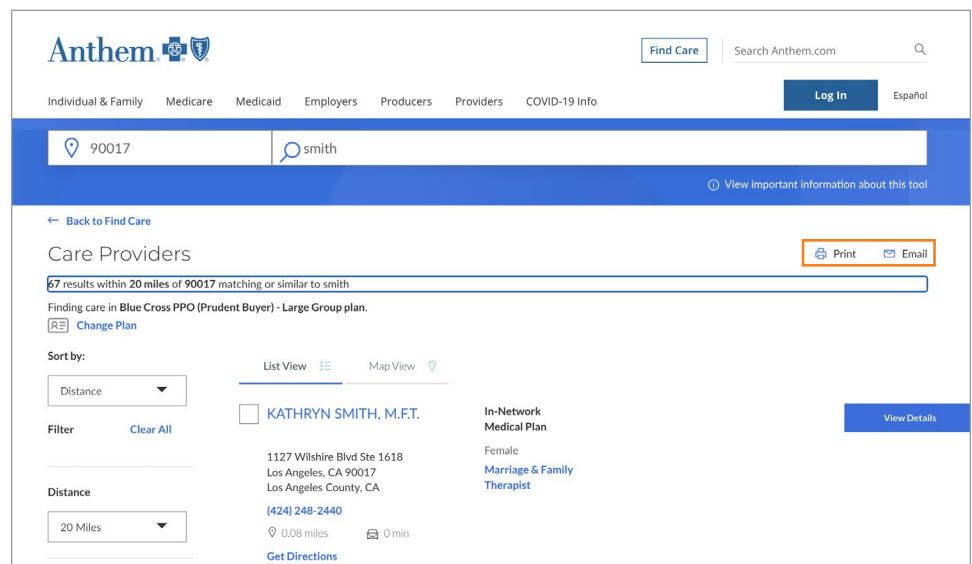 Anthem.
Find Care
Search Anthem.com
Individual & Family Medicare Medicaid Employers Producers Providers COVID-19 Info
Log In
Español
90017
smith
View important information about this tool
← Back to Find Care
Care Providers
Print
Email
67 results within 20 miles of 90017 matching or similar to smith
Finding care in Blue Cross PPO (Prudent Buyer) - Large Group plan.
Change Plan
Sort by:
Distance
Filter Clear All
Distance
20 Miles
List View
Map View
KATHRYN SMITH, M.F.T.
1127 Wilshire Blvd Ste 1618
Los Angeles, CA 90017
Los Angeles County, CA
(424) 248-2440
0.08 miles
0 min
Get Directions
In-Network
Medical Plan
Female
Marriage & Family
Therapist
View Details